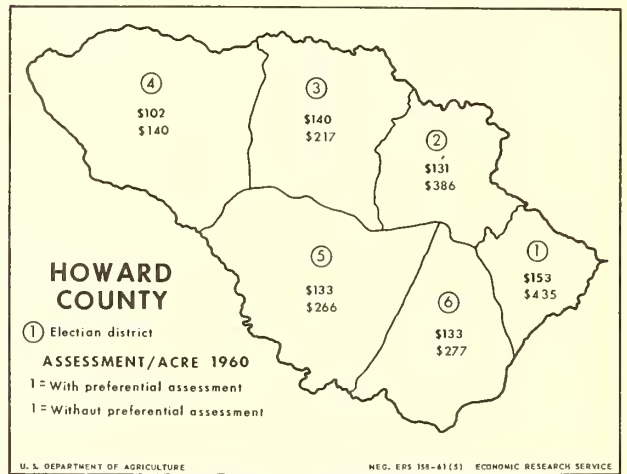 4
$102
$140
3
$140
$217
2
$131
$386
1
$153
$435
5
$133
$266
6
$133
$277
HOWARD
COUNTY
1 Election district
ASSESSMENT/ACRE 1960
1 = With preferential assessment
1 = Without preferential assessment
U. S. DEPARTMENT OF AGRICULTURE NEG. ERS 158-61 (5) ECONOMIC RESEARCH SERVICE